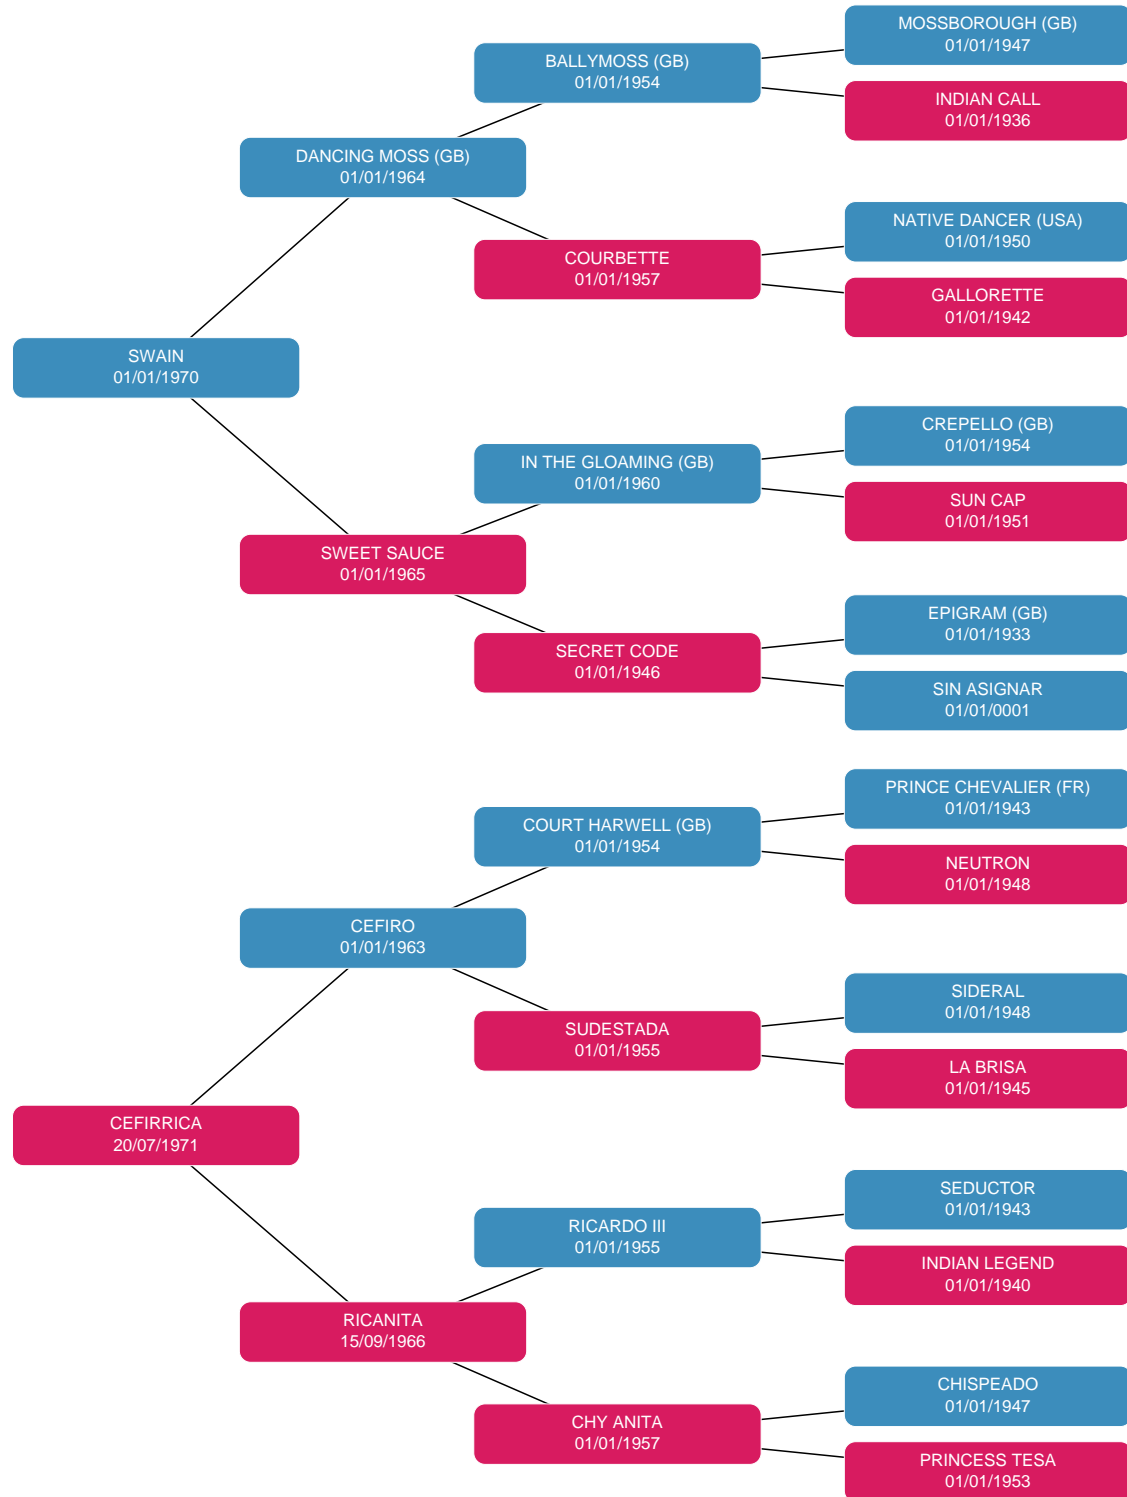 MOSSBOROUGH (GB)
01/01/1947
BALLYMOSS (GB)
01/01/1954
INDIAN CALL
01/01/1936
DANCING MOSS (GB)
01/01/1964
NATIVE DANCER (USA)
01/01/1950
COURBETTE
01/01/1957
GALLORETTE
01/01/1942
SWAIN
01/01/1970
CREPELLO (GB)
01/01/1954
IN THE GLOAMING (GB)
01/01/1960
SUN CAP
01/01/1951
SWEET SAUCE
01/01/1965
EPIGRAM (GB)
01/01/1933
SECRET CODE
01/01/1946
SIN ASIGNAR
01/01/0001
PRINCE CHEVALIER (FR)
01/01/1943
COURT HARWELL (GB)
01/01/1954
NEUTRON
01/01/1948
CEFIRO
01/01/1963
SIDERAL
01/01/1948
SUDESTADA
01/01/1955
LA BRISA
01/01/1945
CEFIRRICA
20/07/1971
SEDUCTOR
01/01/1943
RICARDO III
01/01/1955
INDIAN LEGEND
01/01/1940
RICANITA
15/09/1966
CHISPEADO
01/01/1947
CHY ANITA
01/01/1957
PRINCESS TESA
01/01/1953